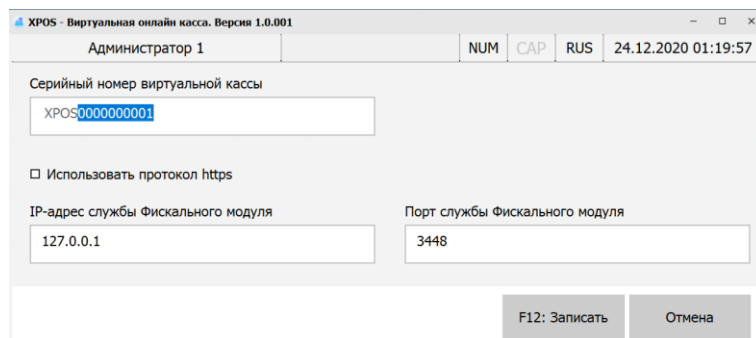 XPOS - Виртуальная онлайн касса. Версия 1.0.001
Администратор 1 NUM CAP RUS 24.12.2020 01:19:57
Серийный номер виртуальной кассы
XPOS0000000001
Использовать протокол https
IP-адрес службы Фискального модуля Порт службы Фискального модуля
127.0.0.1 3448
F12: Записать Отмена